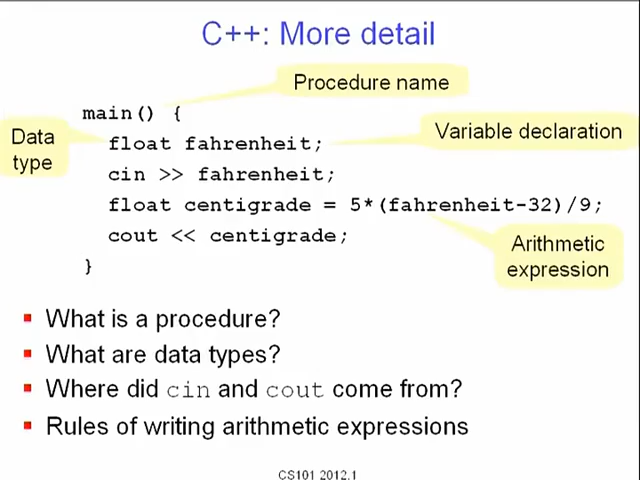 C++: More detail
Procedure name
main() {
Data
type
float fahrenheit;
Variable declaration
cin >> fahrenheit;
float centigrade = 5*(fahrenheit-32)/9;
cout << centigrade;
Arithmetic
expression
}
What is a procedure?
What are data types?
Where did cin and cout come from?
Rules of writing arithmetic expressions
CS101 2012.1